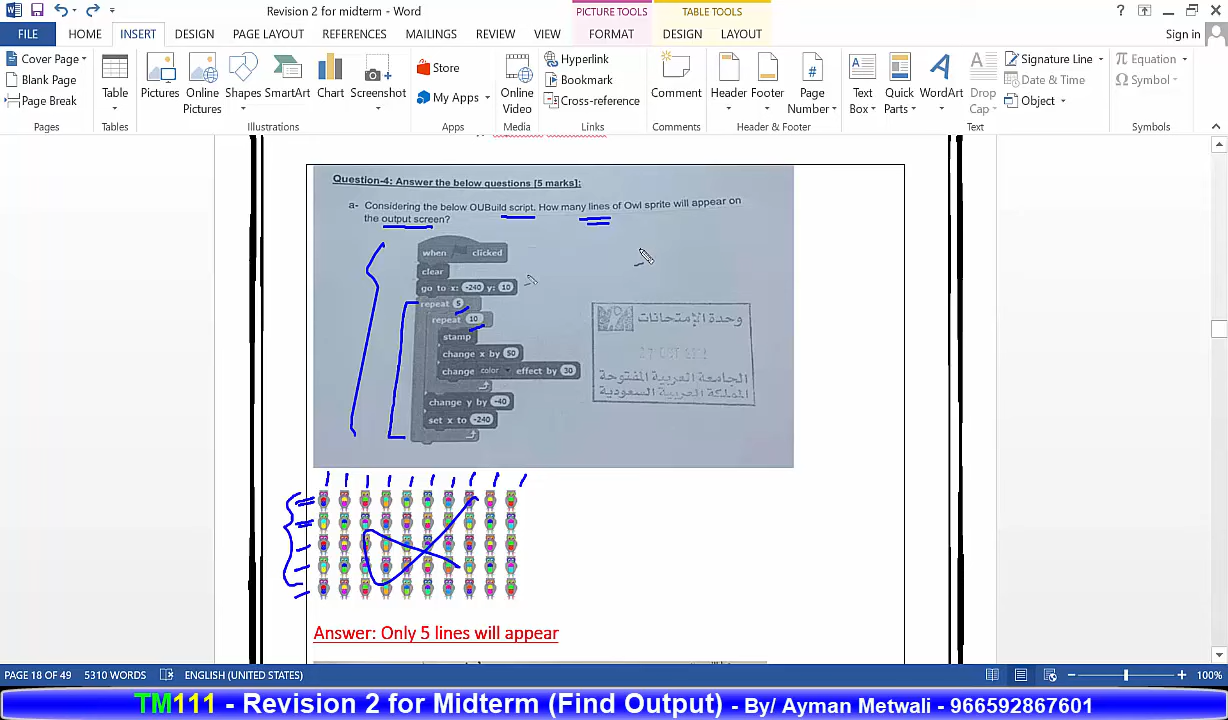 Revision 2 for midterm - Word
PICTURE TOOLS
TABLE TOOLS
Sign in
FILE HOME INSERT DESIGN PAGE LAYOUT REFERENCES MAILINGS REVIEW VIEW FORMAT DESIGN LAYOUT
Cover Page
Blank Page
Page Break
Pages
Table
Tables
Pictures
Online Pictures
Shapes
SmartArt
Chart
Screenshot
Illustrations
Store
My Apps
Apps
Online Video
Media
Hyperlink
Bookmark
Cross-reference
Links
Comment
Comments
Header
Footer
Page Number
Header & Footer
Text Box
Quick Parts
WordArt
Drop Cap
Signature Line
Date & Time
Object
Text
Equation
Symbol
Symbols
Question-4: Answer the below questions [5 marks]:
a- Considering the below OUBuild script. How many lines of Owl sprite will appear on
the output screen?
when clicked
clear
go to x: -240 y: 10
repeat 5
repeat 10
stamp
change x by 50
change color effect by 30
change y by -40
set x to -240
وحدة الإمتحانات
الجامعة العربية المفتوحة
المملكة العربية السعودية
Answer: Only 5 lines will appear
PAGE 18 OF 49 5310 WORDS ENGLISH (UNITED STATES) 100%
TM111 - Revision 2 for Midterm (Find Output) - By/ Ayman Metwali - 966592867601